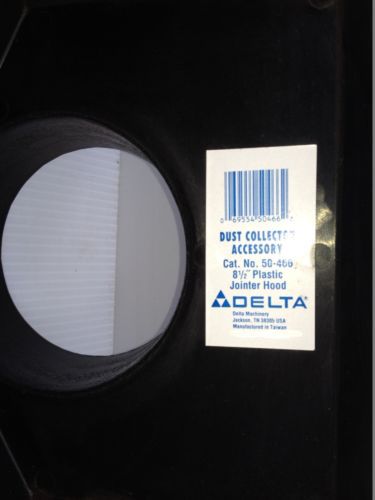 0 69554 50466 6
DUST COLLECTOR
ACCESSORY
Cat. No. 50-466
8½" Plastic
Jointer Hood
DELTA
Delta Machinery
Jackson, TN 38305 USA
Manufactured in Taiwan